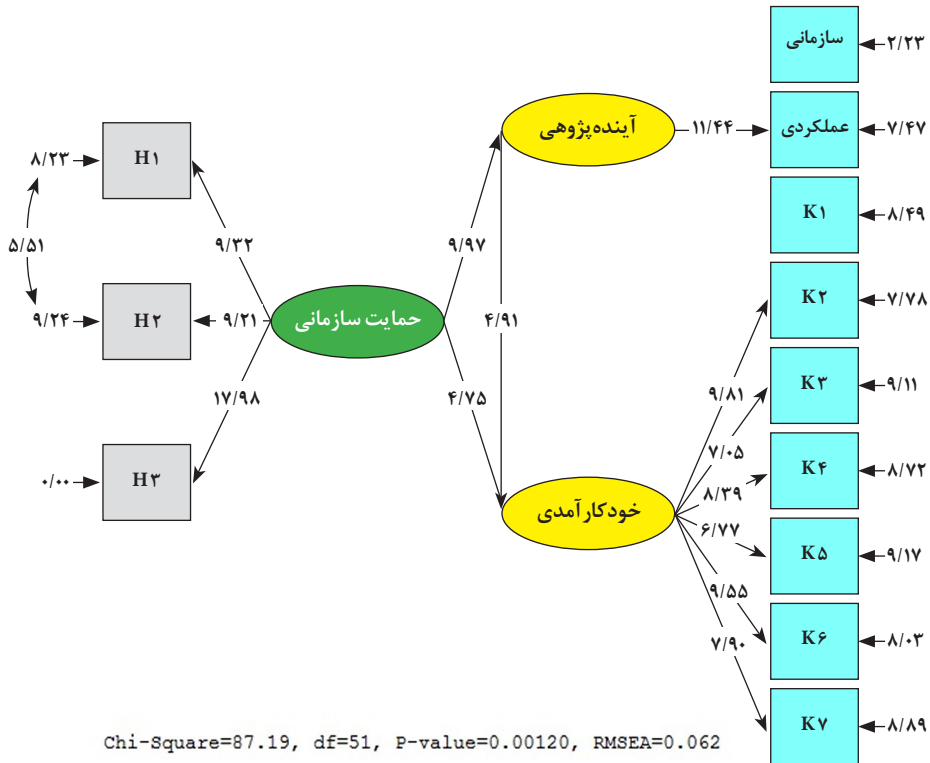 سازمانی
۲/۲۳
آینده‌پژوهی
۱۱/۴۴
عملکردی
۷/۴۷
۸/۲۳
H۱
K۱
۸/۴۹
۵/۵۱
۹/۳۲
۹/۹۷
K۲
۷/۷۸
۹/۲۴
H۲
۹/۲۱
حمایت سازمانی
۴/۹۱
۱۷/۹۸
۴/۷۵
۹/۸۱
K۳
۹/۱۱
۷/۰۵
۰/۰۰
H۳
۸/۳۹
K۴
۸/۷۲
خودکارآمدی
۶/۷۷
K۵
۹/۱۷
۹/۵۵
K۶
۸/۰۳
۷/۹۰
K۷
۸/۸۹
Chi-Square=87.19, df=51, P-value=0.00120, RMSEA=0.062